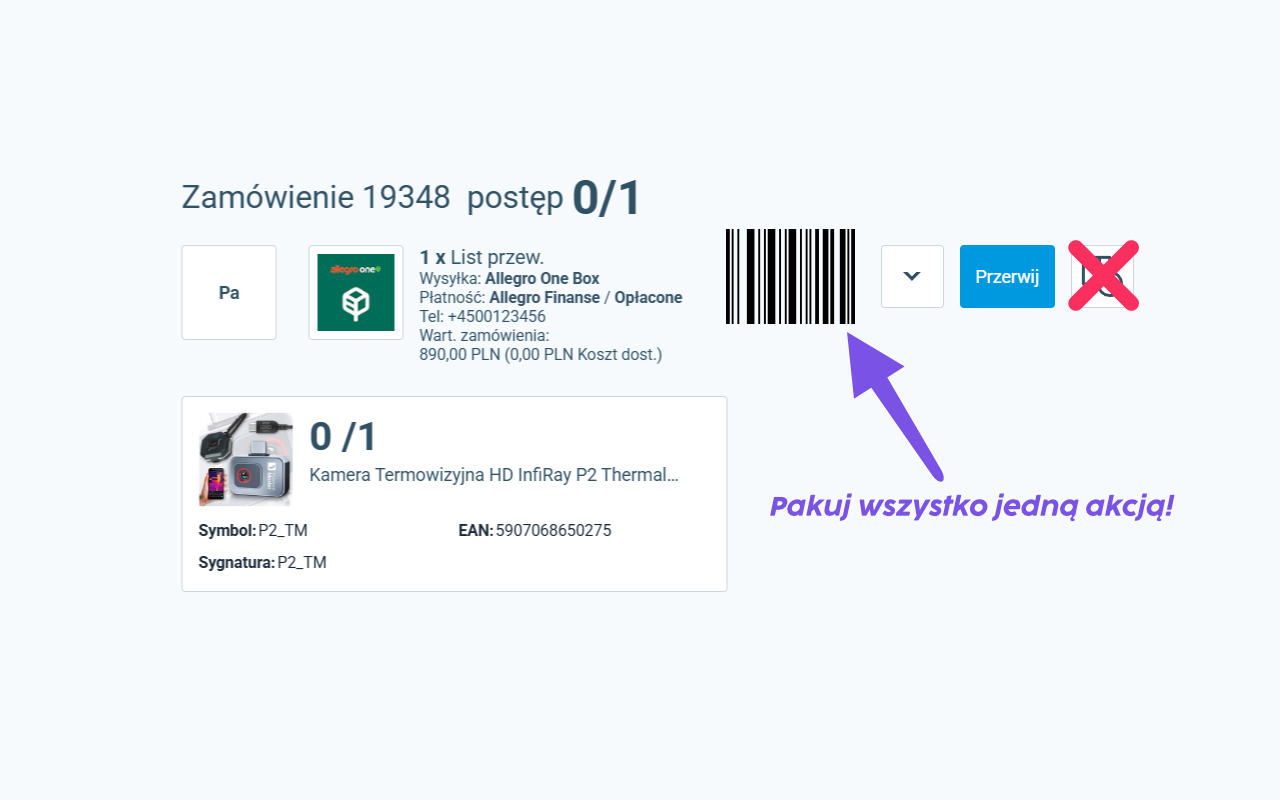 Zamówienie 19348 postęp 0/1
Pa
allegro one
1 x List przew.
Wysyłka: Allegro One Box
Płatność: Allegro Finanse / Opłacone
Tel: +4500123456
Wart. zamówienia:
890,00 PLN (0,00 PLN Koszt dost.)
Przerwij
0 /1
Kamera Termowizyjna HD InfiRay P2 Thermal...
Symbol: P2_TM
EAN: 5907068650275
Sygnatura: P2_TM
Pakuj wszystko jedną akcją!